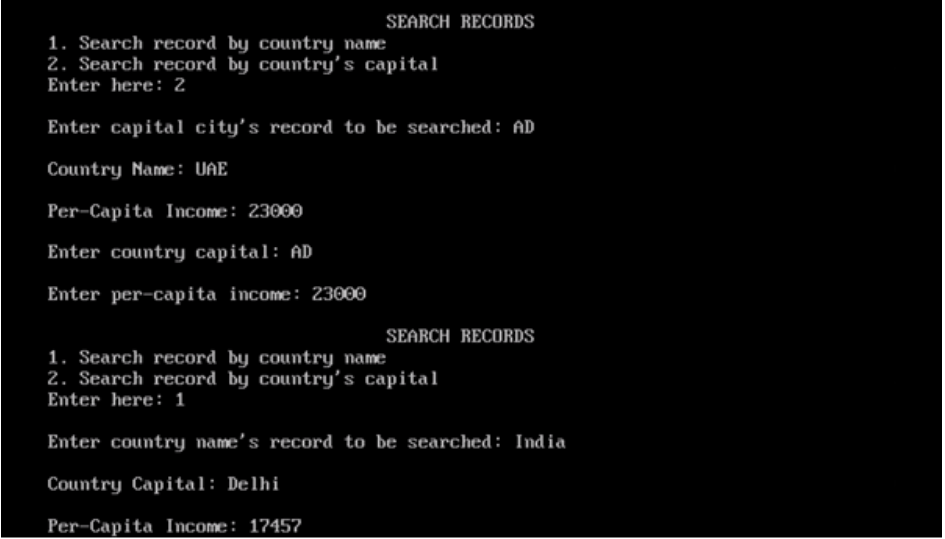 SEARCH RECORDS
1. Search record by country name
2. Search record by country's capital
Enter here: 2
Enter capital city's record to be searched: AD
Country Name: UAE
Per-Capita Income: 23000
Enter country capital: AD
Enter per-capita income: 23000
SEARCH RECORDS
1. Search record by country name
2. Search record by country's capital
Enter here: 1
Enter country name's record to be searched: India
Country Capital: Delhi
Per-Capita Income: 17457